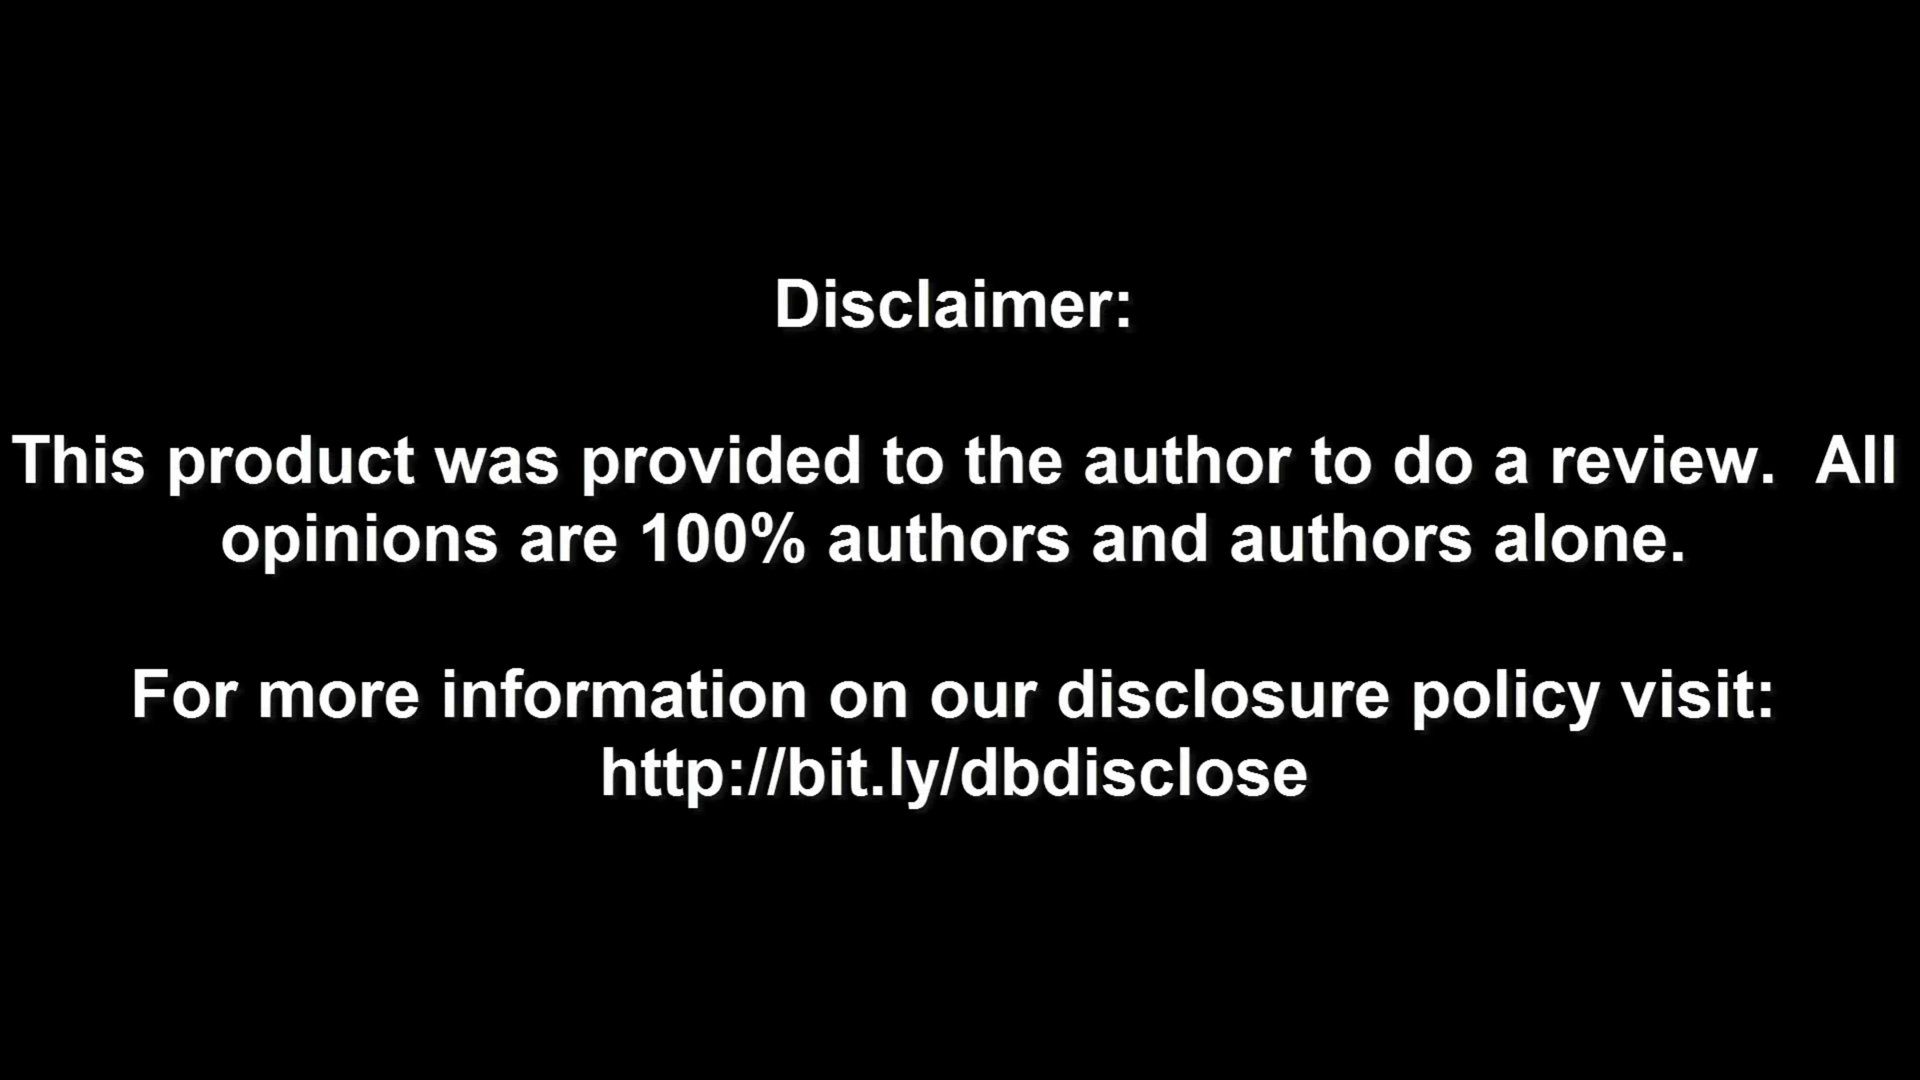 Disclaimer:
This product was provided to the author to do a review.  All
opinions are 100% authors and authors alone.
For more information on our disclosure policy visit:
http://bit.ly/dbdisclose